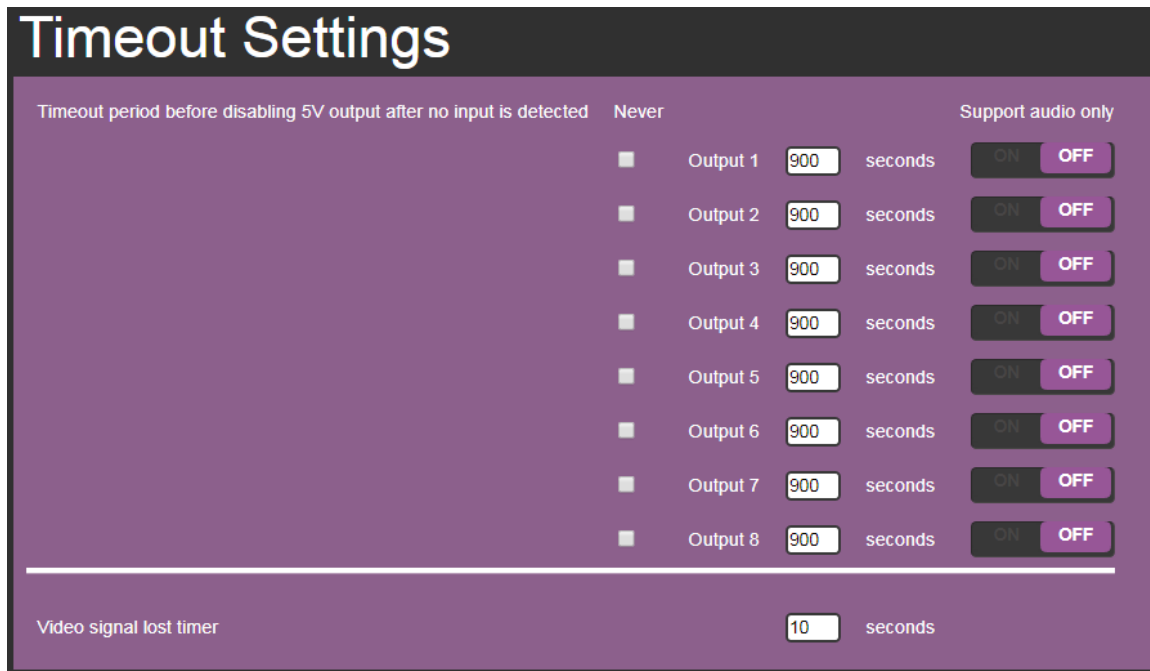 Timeout Settings
Timeout period before disabling 5V output after no input is detected Never Support audio only
Output 1 900 seconds ON OFF
Output 2 900 seconds ON OFF
Output 3 900 seconds ON OFF
Output 4 900 seconds ON OFF
Output 5 900 seconds ON OFF
Output 6 900 seconds ON OFF
Output 7 900 seconds ON OFF
Output 8 900 seconds ON OFF
Video signal lost timer 10 seconds